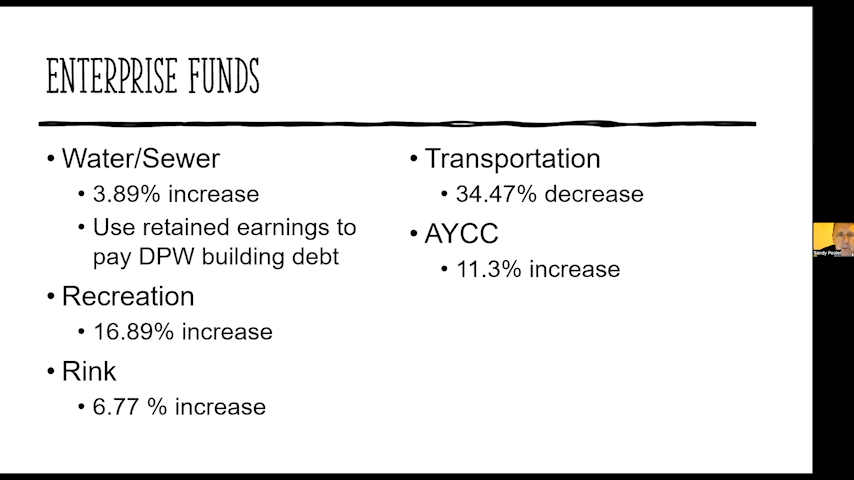 ENTERPRISE FUNDS
• Water/Sewer
• 3.89% increase
• Use retained earnings to
pay DPW building debt
• Recreation
• 16.89% increase
• Rink
• 6.77 % increase
• Transportation
• 34.47% decrease
• AYCC
• 11.3% increase
Sandy